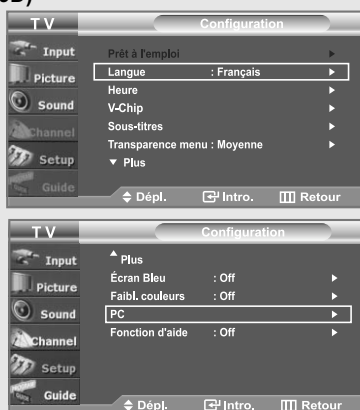 0D)
TV Configuration
Input
Picture
Sound
Channel
Setup
Guide
Prêt à l'emploi
Langue : Français
Heure
V-Chip
Sous-titres
Transparence menu : Moyenne
Plus
Dépl. Intro. Retour
TV Configuration
Input
Picture
Sound
Channel
Setup
Guide
Plus
Écran Bleu : Off
Faibl. couleurs : Off
PC
Fonction d'aide : Off
Dépl. Intro. Retour